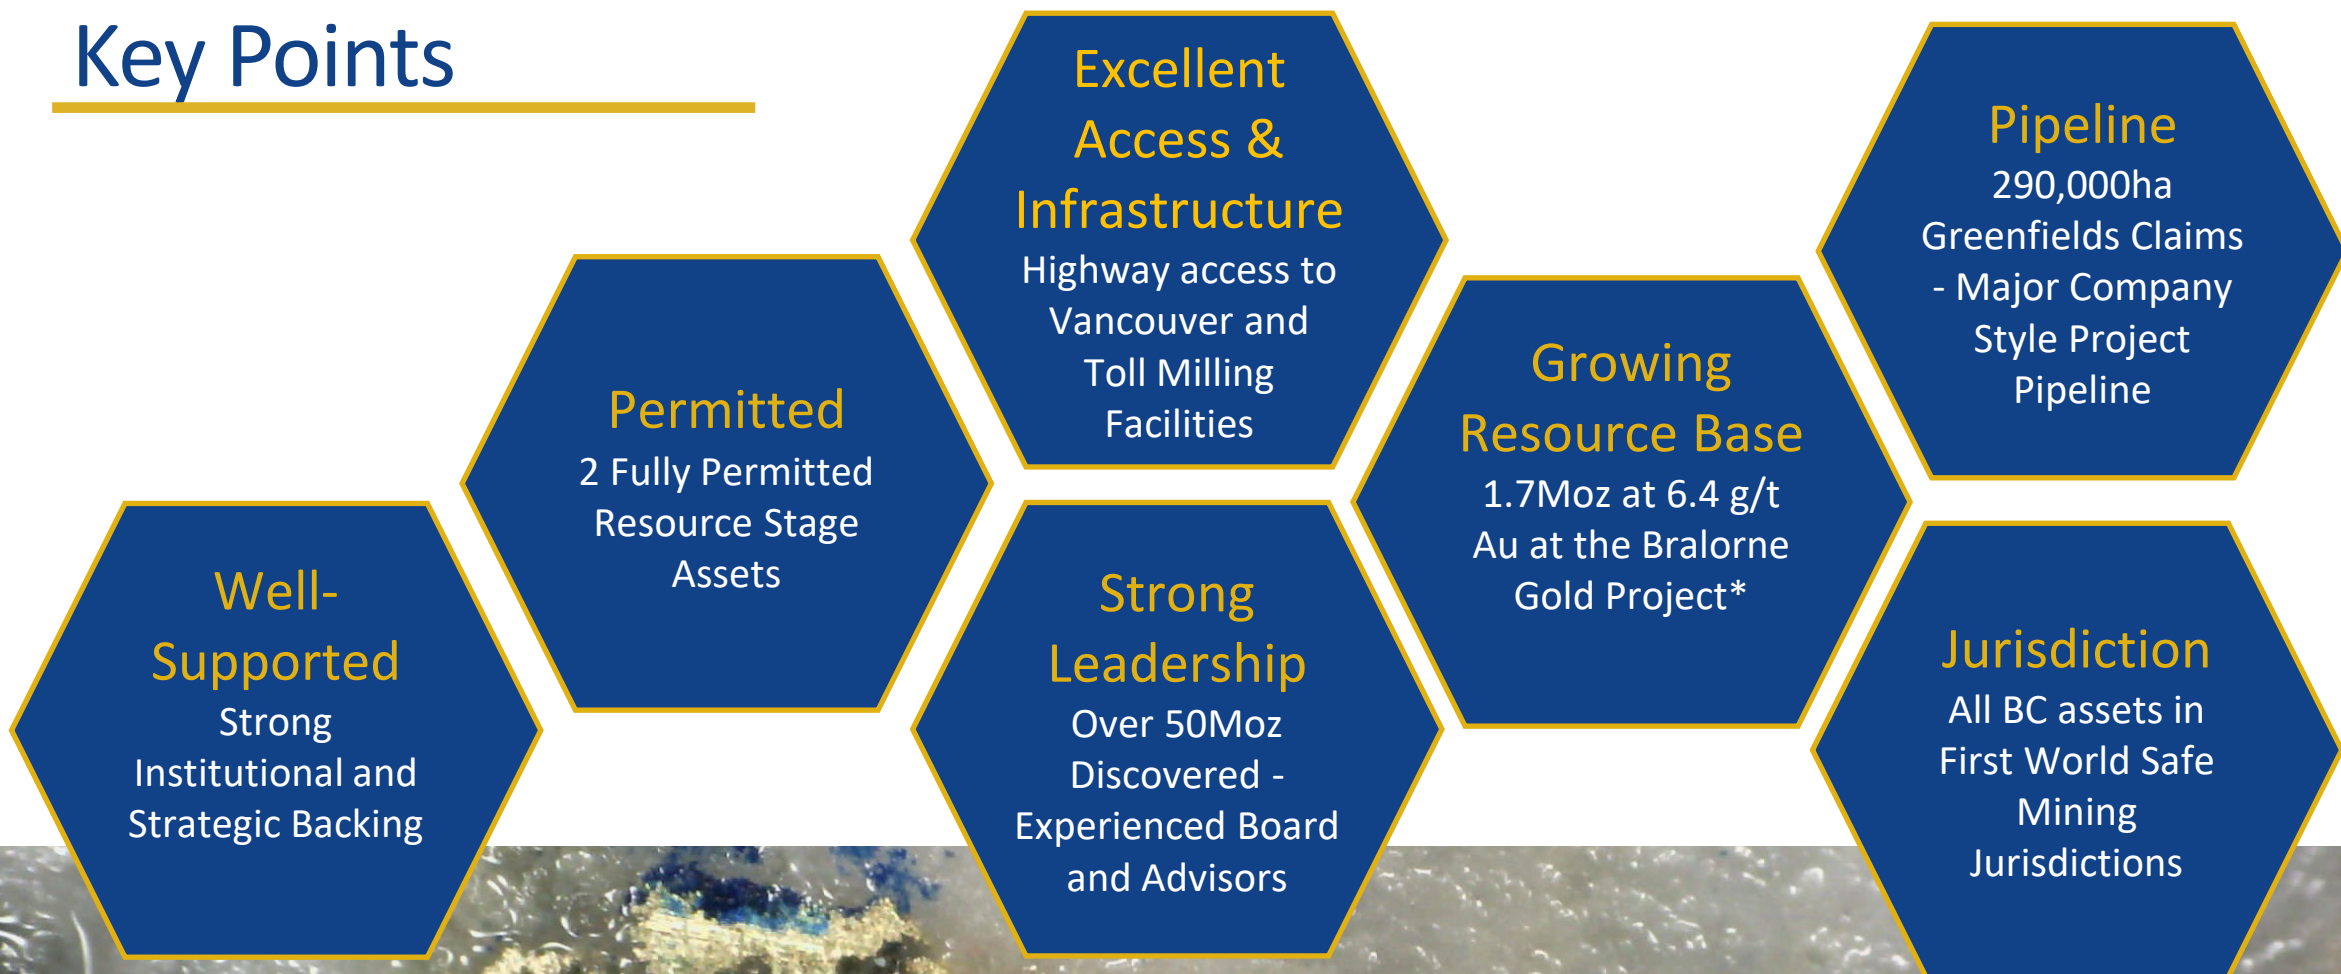 Key Points
Well-
Supported
Strong
Institutional and
Strategic Backing
Permitted
2 Fully Permitted
Resource Stage
Assets
Excellent
Access &
Infrastructure
Highway access to
Vancouver and
Toll Milling
Facilities
Strong
Leadership
Over 50Moz
Discovered -
Experienced Board
and Advisors
Growing
Resource Base
1.7Moz at 6.4 g/t
Au at the Bralorne
Gold Project*
Pipeline
290,000ha
Greenfields Claims
- Major Company
Style Project
Pipeline
Jurisdiction
All BC assets in
First World Safe
Mining
Jurisdictions